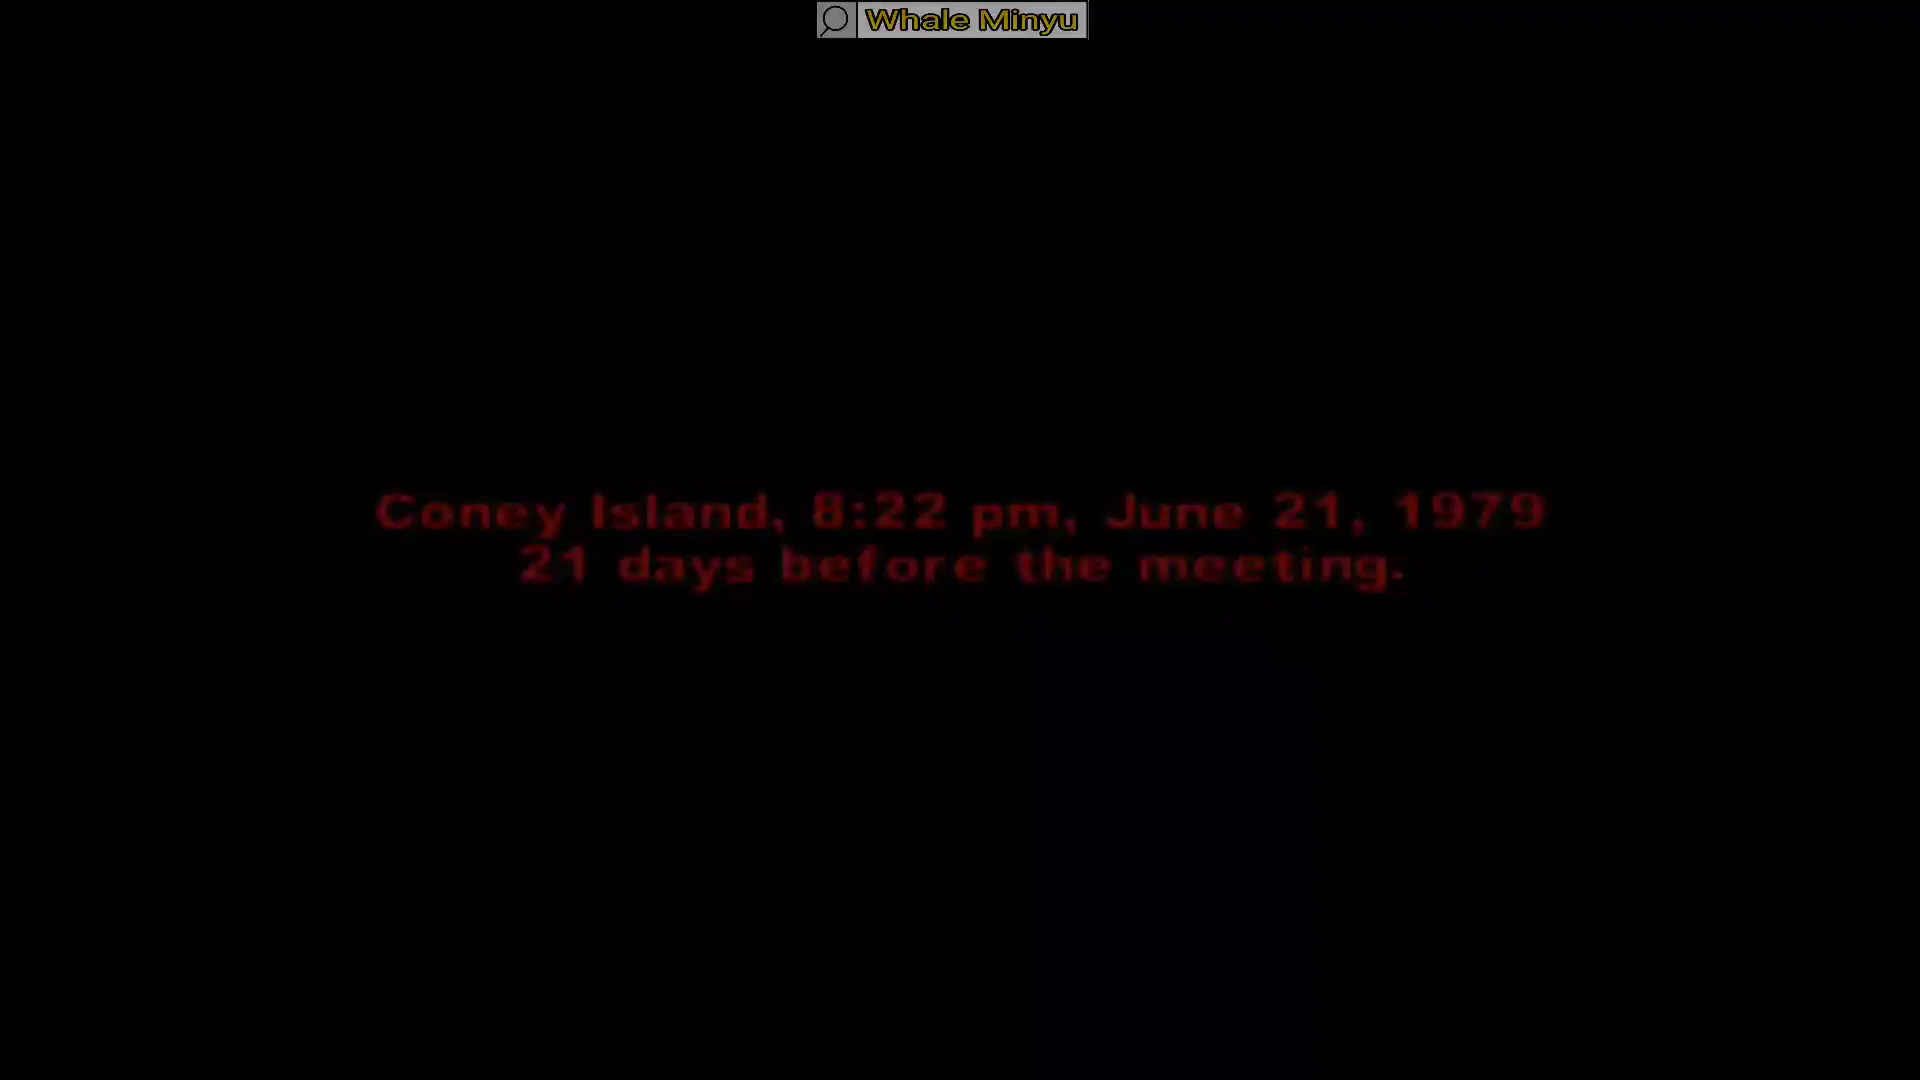 Whale Minyu
Coney Island, 8:22 pm, June 21, 1979
21 days before the meeting.